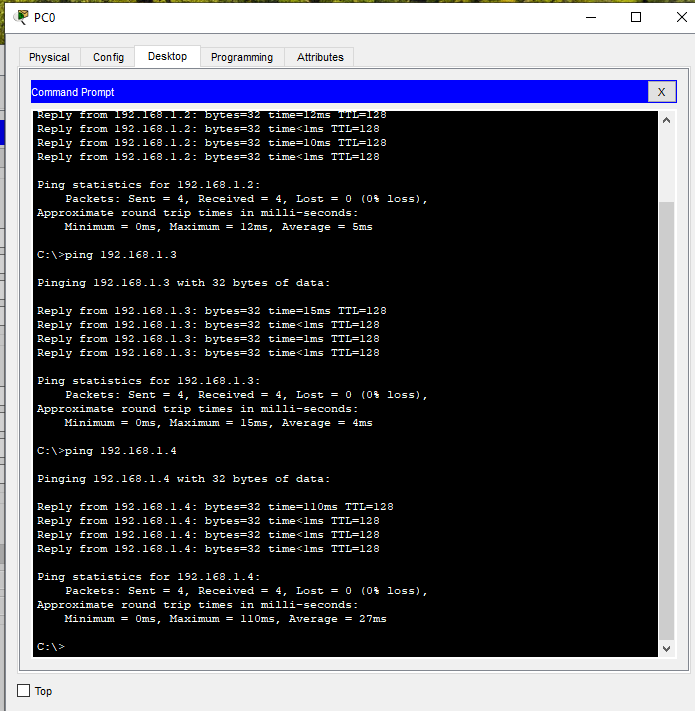 PC0
Physical Config Desktop Programming Attributes
Command Prompt X
Reply from 192.168.1.2: bytes=32 time=12ms TTL=128
Reply from 192.168.1.2: bytes=32 time<1ms TTL=128
Reply from 192.168.1.2: bytes=32 time=10ms TTL=128
Reply from 192.168.1.2: bytes=32 time<1ms TTL=128
Ping statistics for 192.168.1.2:
Packets: Sent = 4, Received = 4, Lost = 0 (0% loss),
Approximate round trip times in milli-seconds:
Minimum = 0ms, Maximum = 12ms, Average = 5ms
C:\>ping 192.168.1.3
Pinging 192.168.1.3 with 32 bytes of data:
Reply from 192.168.1.3: bytes=32 time=15ms TTL=128
Reply from 192.168.1.3: bytes=32 time<1ms TTL=128
Reply from 192.168.1.3: bytes=32 time=1ms TTL=128
Reply from 192.168.1.3: bytes=32 time<1ms TTL=128
Ping statistics for 192.168.1.3:
Packets: Sent = 4, Received = 4, Lost = 0 (0% loss),
Approximate round trip times in milli-seconds:
Minimum = 0ms, Maximum = 15ms, Average = 4ms
C:\>ping 192.168.1.4
Pinging 192.168.1.4 with 32 bytes of data:
Reply from 192.168.1.4: bytes=32 time=110ms TTL=128
Reply from 192.168.1.4: bytes=32 time<1ms TTL=128
Reply from 192.168.1.4: bytes=32 time<1ms TTL=128
Reply from 192.168.1.4: bytes=32 time<1ms TTL=128
Ping statistics for 192.168.1.4:
Packets: Sent = 4, Received = 4, Lost = 0 (0% loss),
Approximate round trip times in milli-seconds:
Minimum = 0ms, Maximum = 110ms, Average = 27ms
C:\>
Top